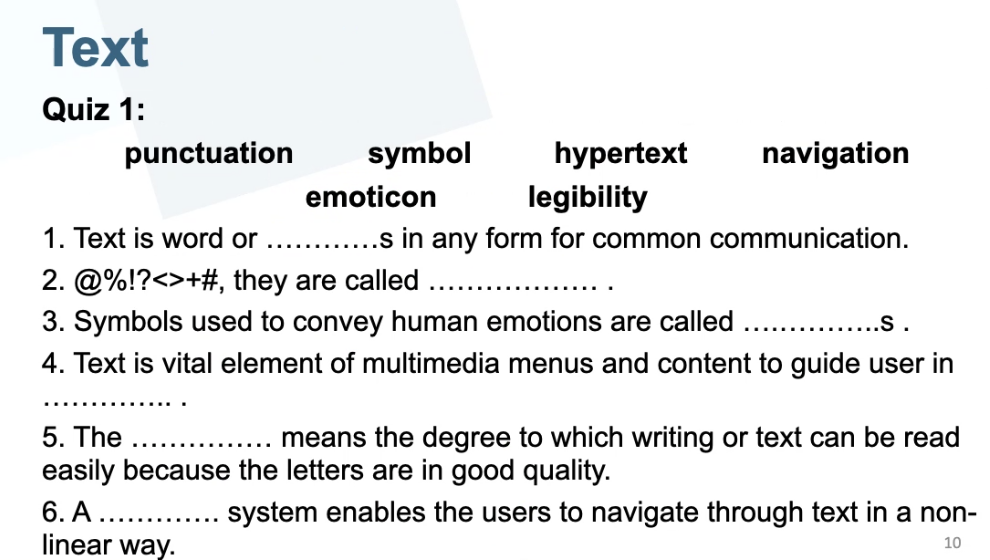 Text
Quiz 1:
punctuation symbol hypertext navigation
emoticon legibility
1. Text is word or …………s in any form for common communication.
2. @%!?<>+#, they are called ……………… .
3. Symbols used to convey human emotions are called ….………..s .
4. Text is vital element of multimedia menus and content to guide user in
………….. .
5. The …………… means the degree to which writing or text can be read
easily because the letters are in good quality.
6. A …………. system enables the users to navigate through text in a non-
linear way.
10